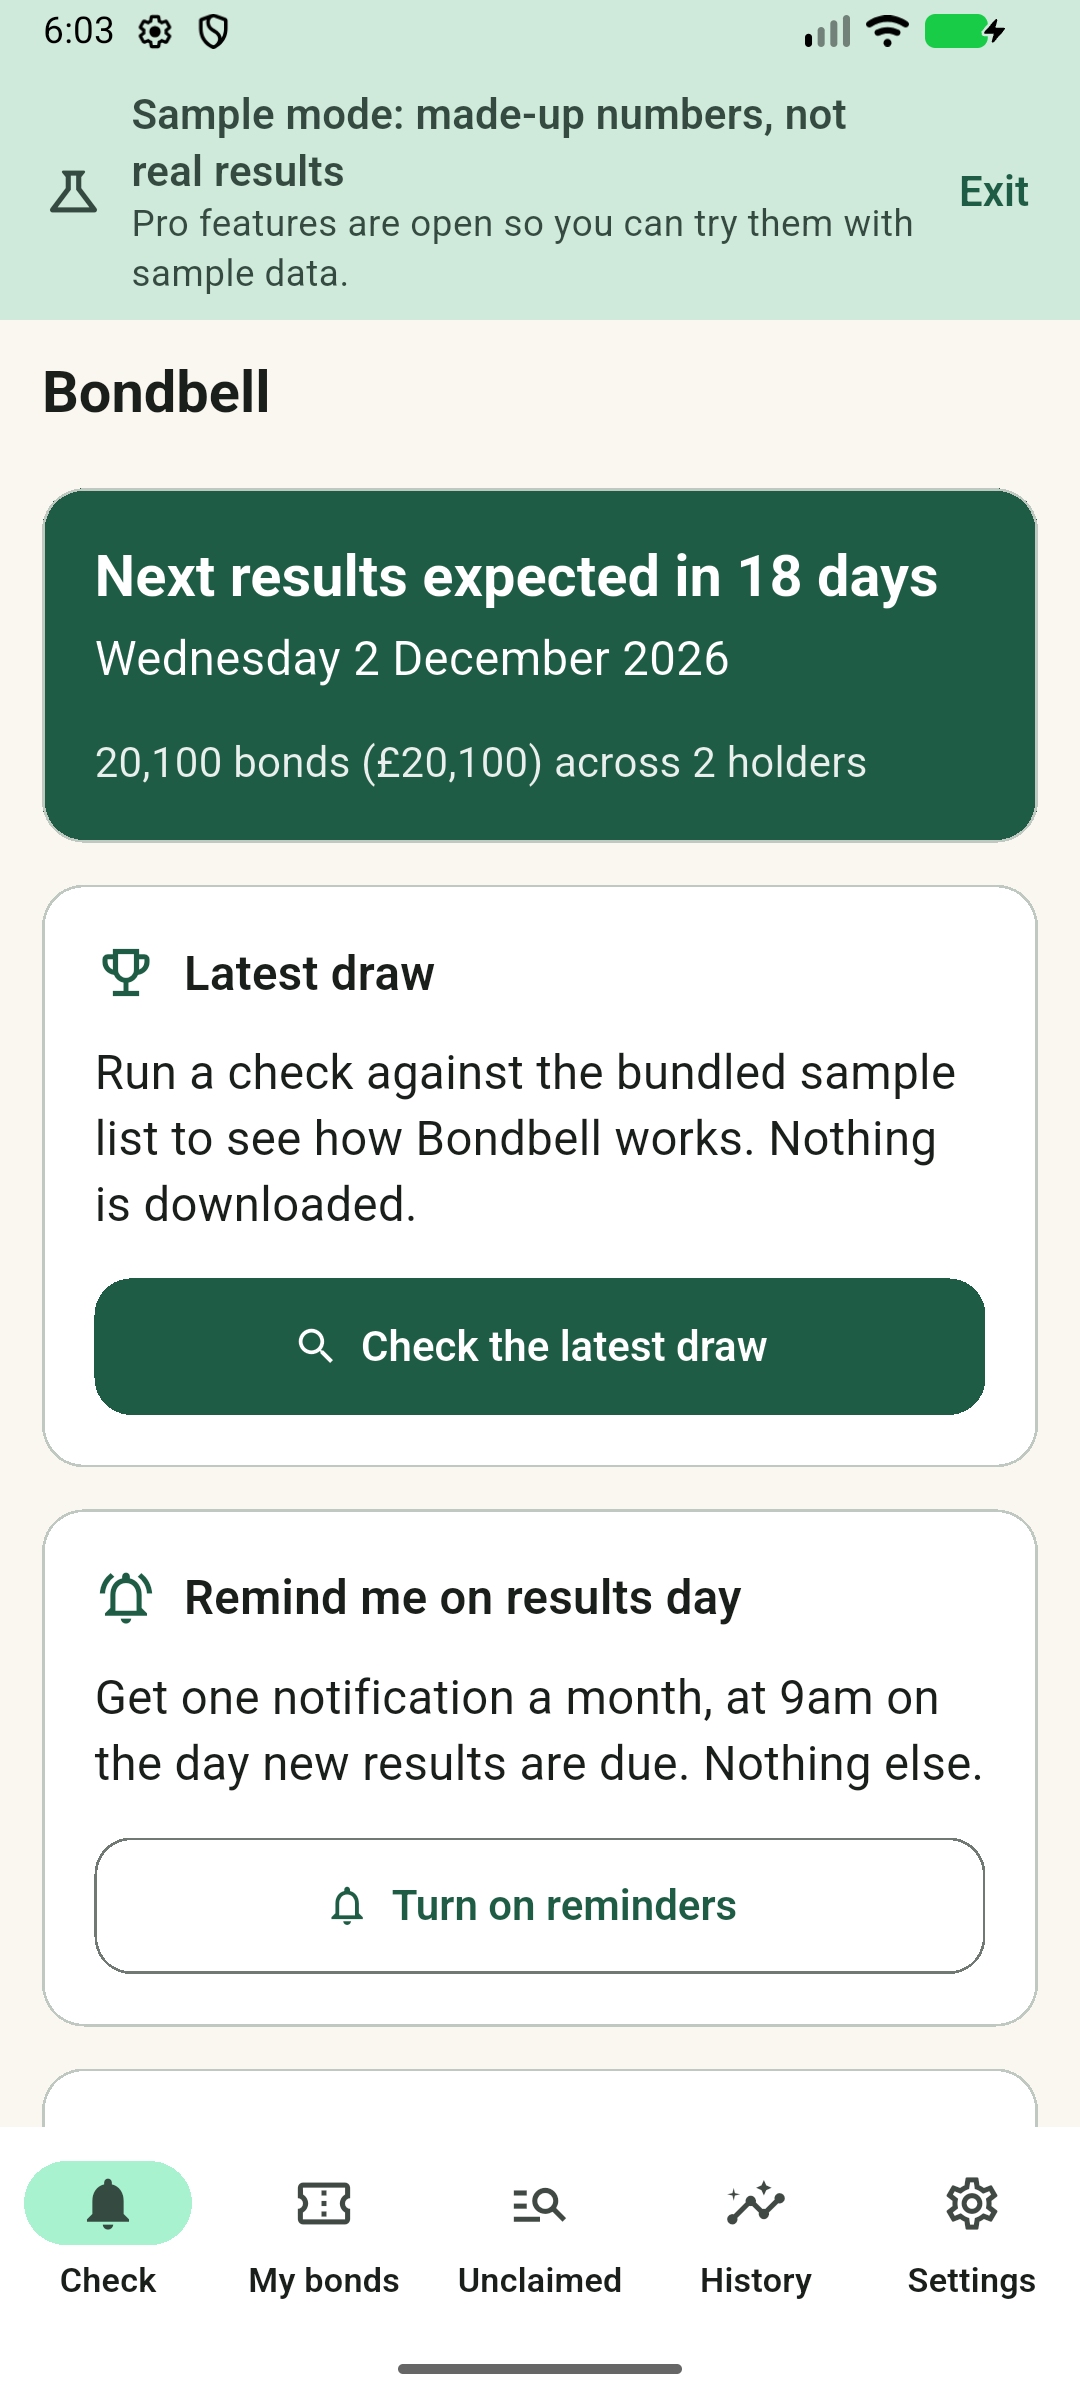 6:03
Sample mode: made-up numbers, not
real results
Pro features are open so you can try them with
sample data.
Exit
Bondbell
Next results expected in 18 days
Wednesday 2 December 2026
20,100 bonds (£20,100) across 2 holders
Latest draw
Run a check against the bundled sample
list to see how Bondbell works. Nothing
is downloaded.
Check the latest draw
Remind me on results day
Get one notification a month, at 9am on
the day new results are due. Nothing else.
Turn on reminders
Check
My bonds
Unclaimed
History
Settings